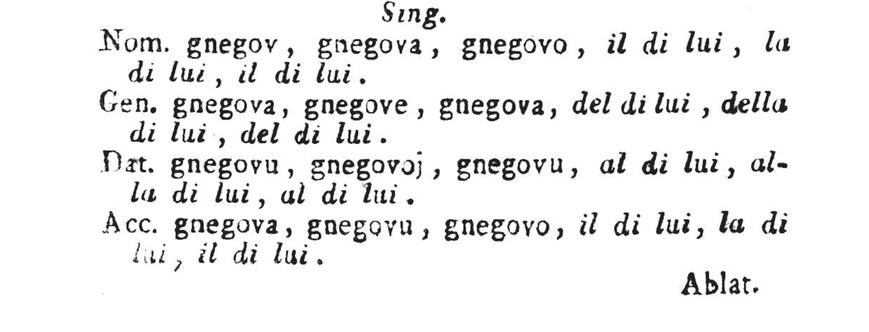 Sing.
Nom. gnegov, gnegova, gnegovo, il di lui, la
di lui, il di lui.
Gen. gnegova, gnegove, gnegova, del di lui, della
di lui, del di lui.
Dat. gnegovu, gnegovoj, gnegovu, al di lui, al-
la di lui, al di lui.
Acc. gnegova, gnegovu, gnegovo, il di lui, la di
lui, il di lui.
Ablat.